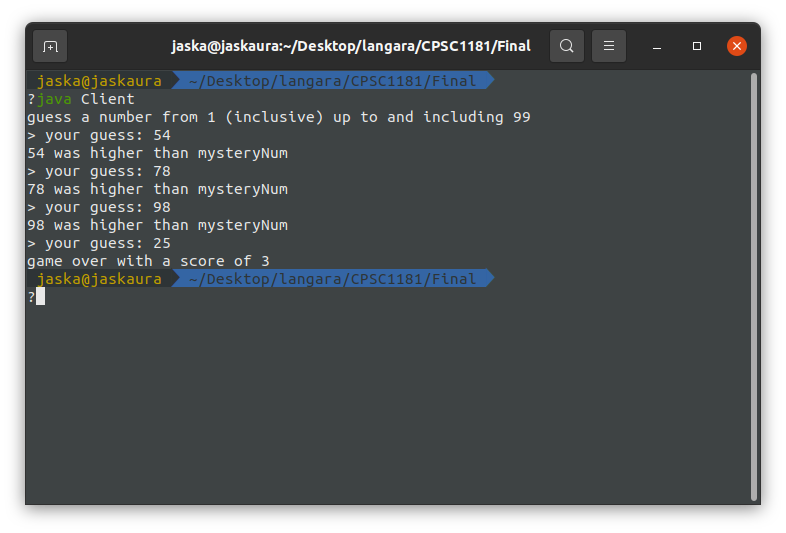 jaska@jaskaura:~/Desktop/langara/CPSC1181/Final
jaska@jaskaura ~/Desktop/langara/CPSC1181/Final
?java Client
guess a number from 1 (inclusive) up to and including 99
> your guess: 54
54 was higher than mysteryNum
> your guess: 78
78 was higher than mysteryNum
> your guess: 98
98 was higher than mysteryNum
> your guess: 25
game over with a score of 3
jaska@jaskaura ~/Desktop/langara/CPSC1181/Final
?